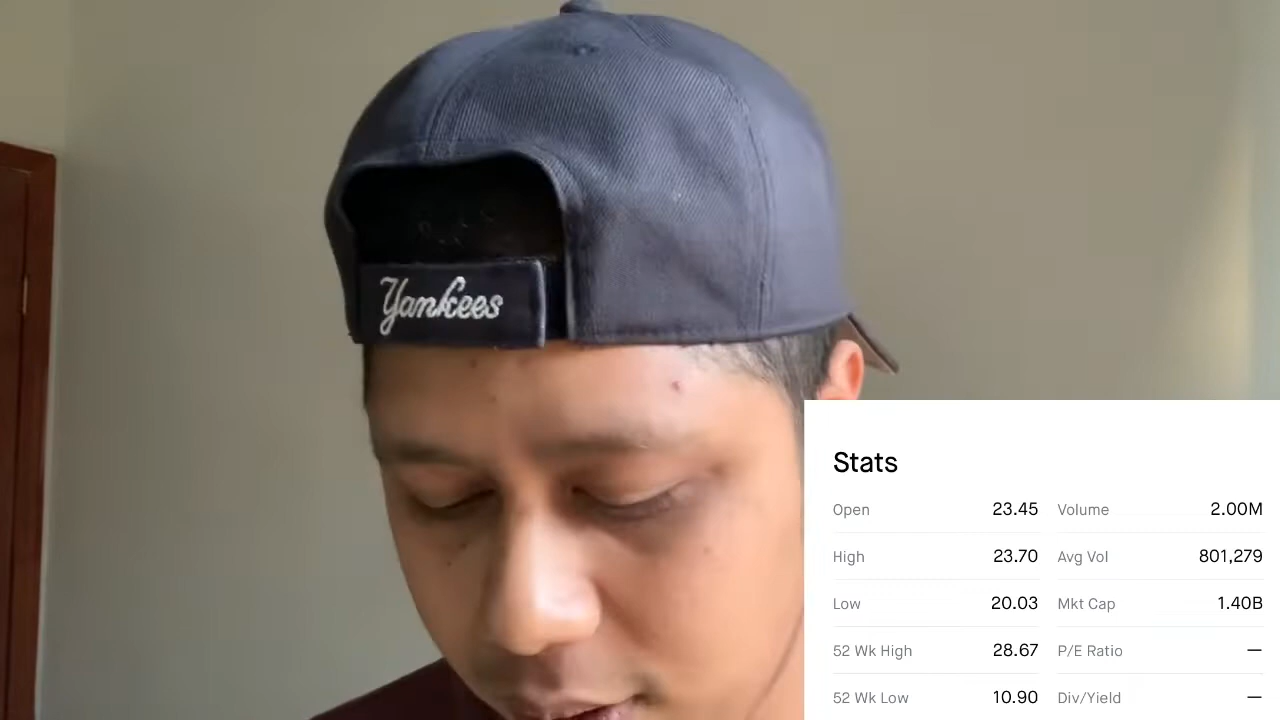 Yankees
Stats
Open 23.45 Volume 2.00M
High 23.70 Avg Vol 801,279
Low 20.03 Mkt Cap 1.40B
52 Wk High 28.67 P/E Ratio —
52 Wk Low 10.90 Div/Yield —